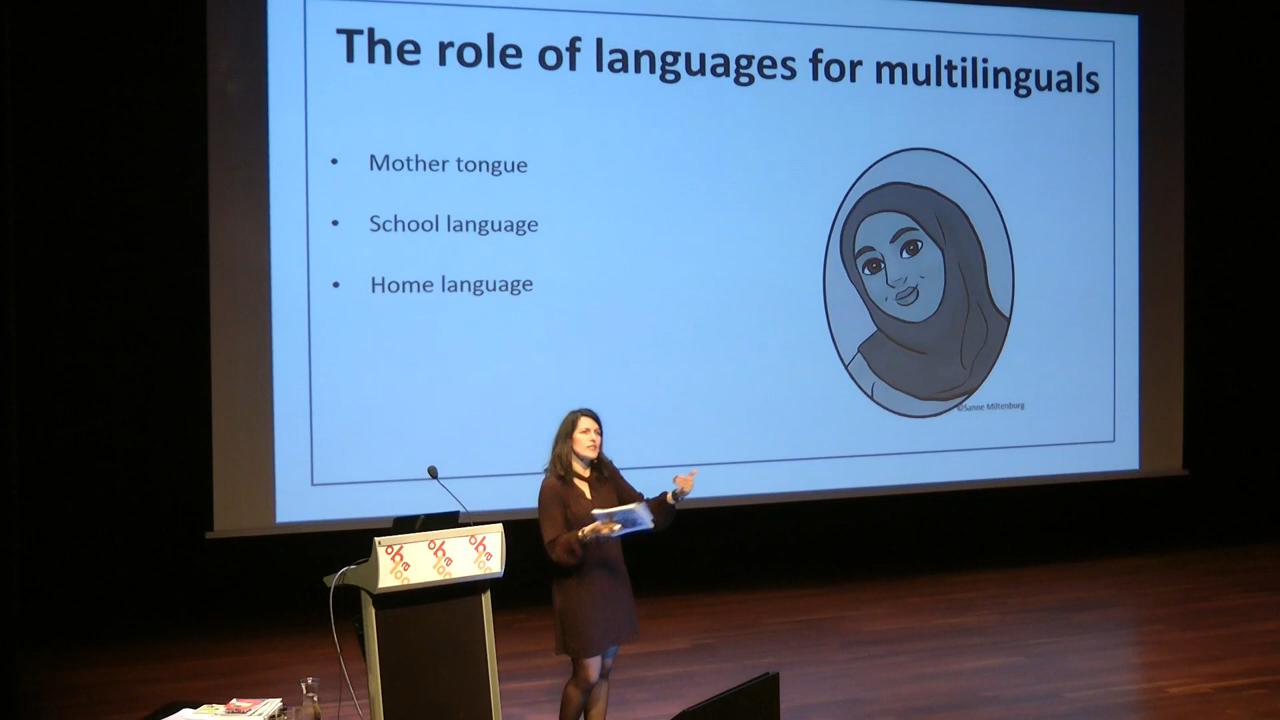 The role of languages for multilinguals
• Mother tongue
• School language
• Home language
©Sanne Miltenburg